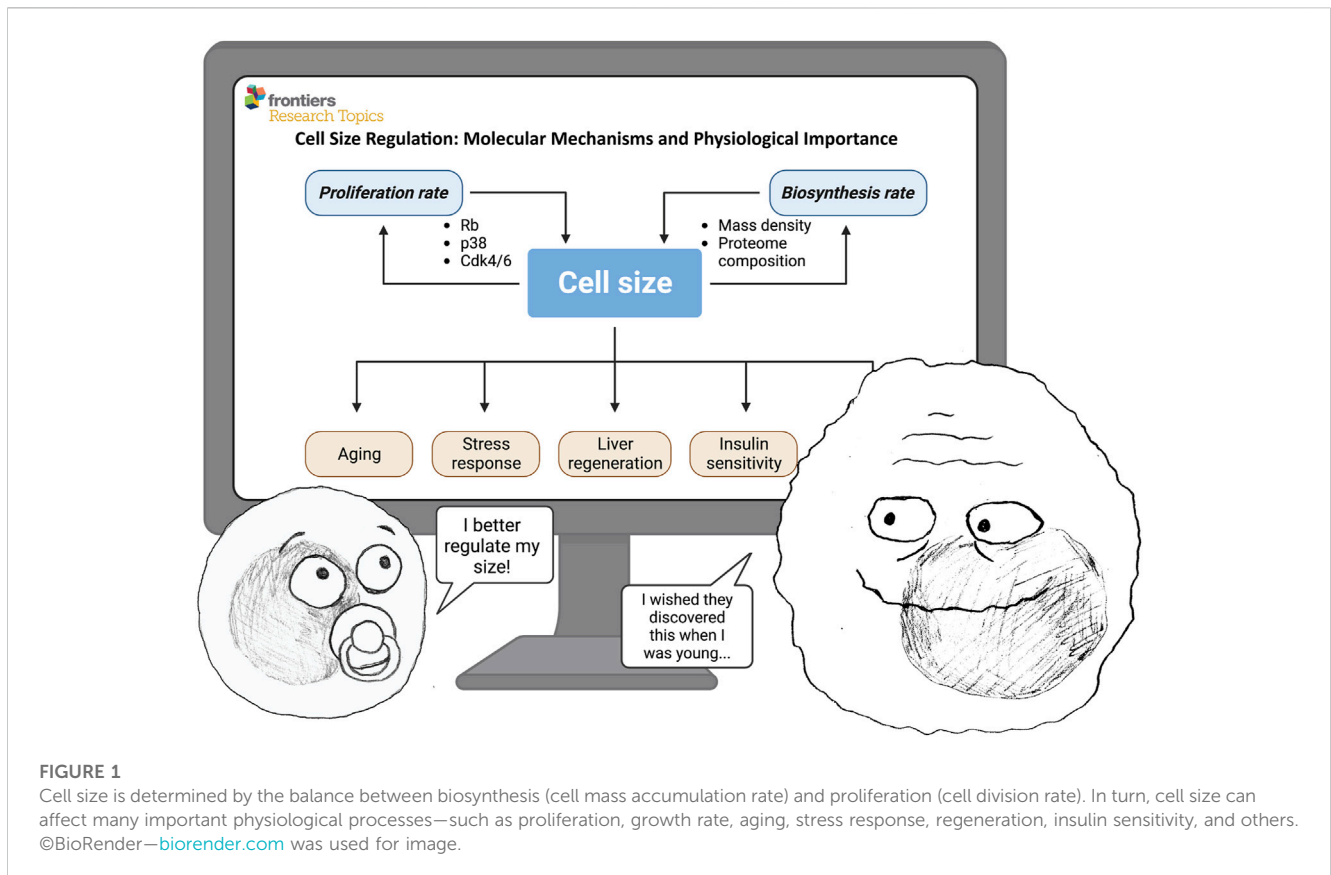 frontiers
Research Topics
Cell Size Regulation: Molecular Mechanisms and Physiological Importance
Proliferation rate
Biosynthesis rate
• Rb
• p38
• Cdk4/6
• Mass density
• Proteome
composition
Cell size
Aging
Stress
response
Liver
regeneration
Insulin
sensitivity
I better
regulate my
size!
I wished they
discovered
this when I
was young...
FIGURE 1
Cell size is determined by the balance between biosynthesis (cell mass accumulation rate) and proliferation (cell division rate). In turn, cell size can
affect many important physiological processes—such as proliferation, growth rate, aging, stress response, regeneration, insulin sensitivity, and others.
©BioRender—biorender.com was used for image.